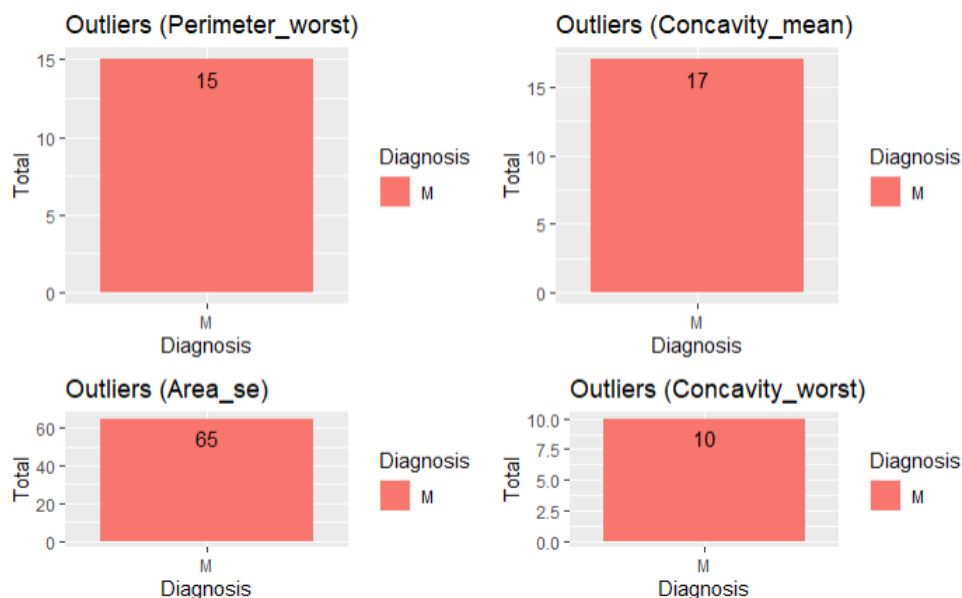 Outliers (Perimeter_worst)
15
10
5
0
Total
15
M
Diagnosis
Diagnosis
M
Outliers (Concavity_mean)
15
10
5
0
Total
17
M
Diagnosis
Diagnosis
M
Outliers (Area_se)
60
40
20
0
Total
65
M
Diagnosis
Diagnosis
M
Outliers (Concavity_worst)
10.0
7.5
5.0
2.5
0.0
Total
10
M
Diagnosis
Diagnosis
M